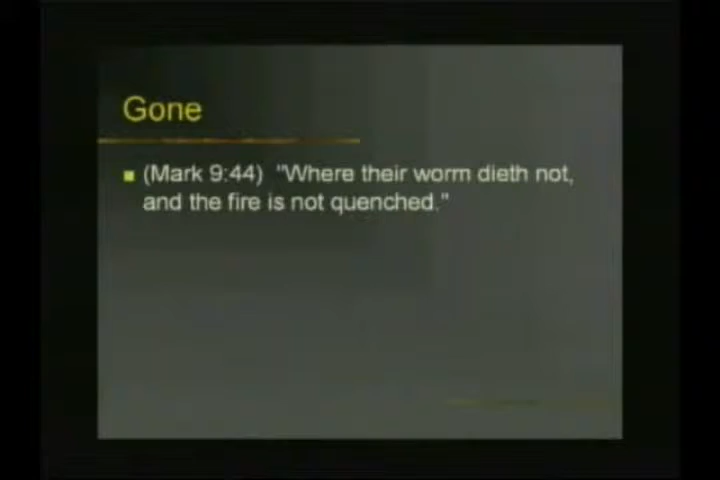 Gone
(Mark 9:44) "Where their worm dieth not,
and the fire is not quenched."